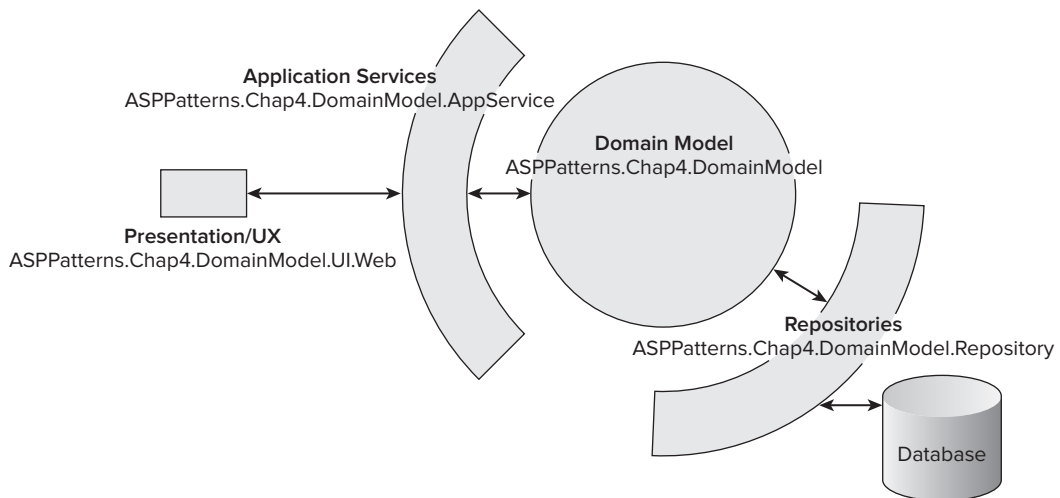 Application Services
ASPPatterns.Chap4.DomainModel.AppService
Domain Model
ASPPatterns.Chap4.DomainModel
Presentation/UX
ASPPatterns.Chap4.DomainModel.UI.Web
Repositories
ASPPatterns.Chap4.DomainModel.Repository
Database